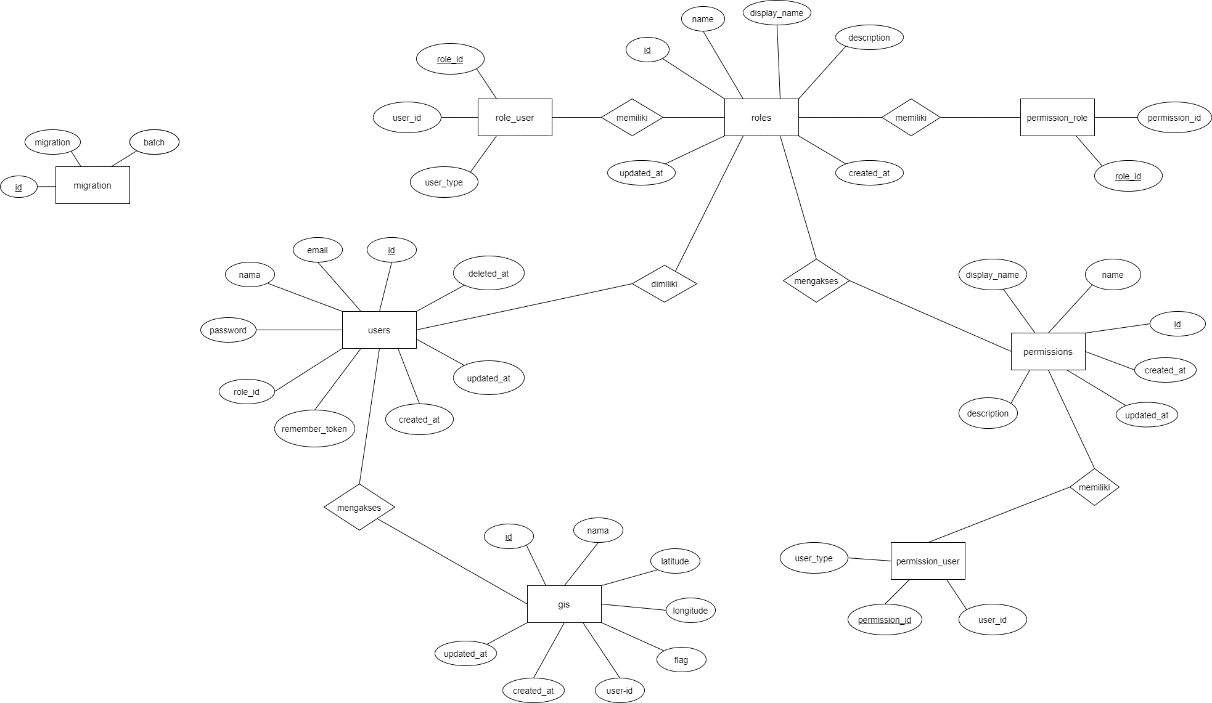 display_name
name
description
id
role_id
user_id
role_user
memiliki
roles
memiliki
permission_role
permission_id
migration
batch
updated_at
created_at
role_id
user_type
id
migration
email
id
nama
deleted_at
display_name
name
dimiliki
mengakses
password
users
id
permissions
created_at
role_id
updated_at
description
updated_at
remember_token
created_at
memiliki
mengakses
id
nama
user_type
permission_user
latitude
gis
longitude
permission_id
user_id
updated_at
flag
created_at
user-id